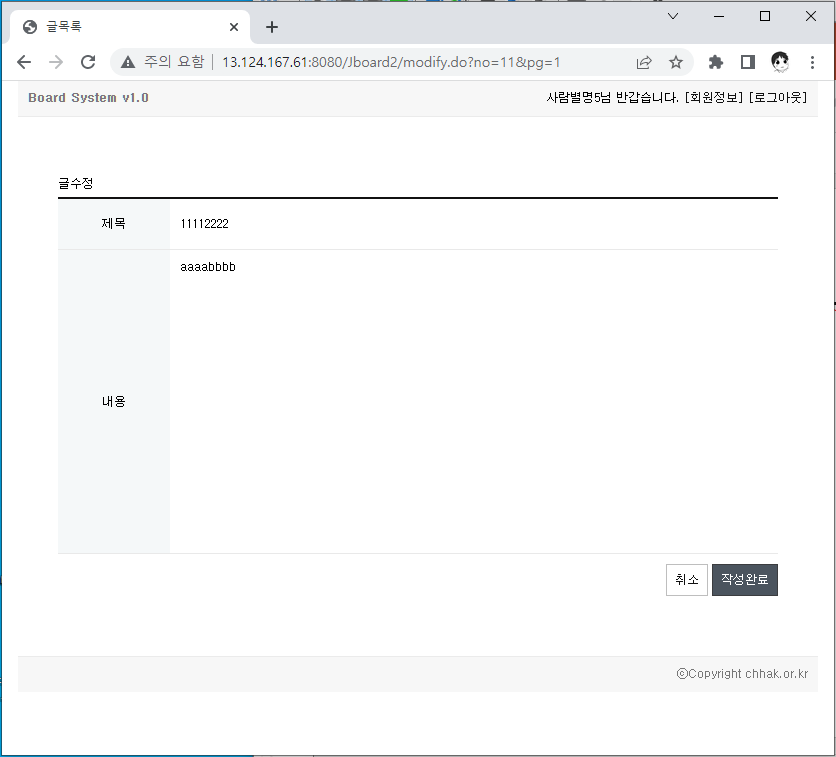 글목록
주의 요함 | 13.124.167.61:8080/Jboard2/modify.do?no=11&pg=1
Board System v1.0 사람별명5님 반갑습니다. [회원정보] [로그아웃]
글수정
제목 11112222
aaaabbbb
내용
취소 작성완료
ⓒCopyright chhak.or.kr